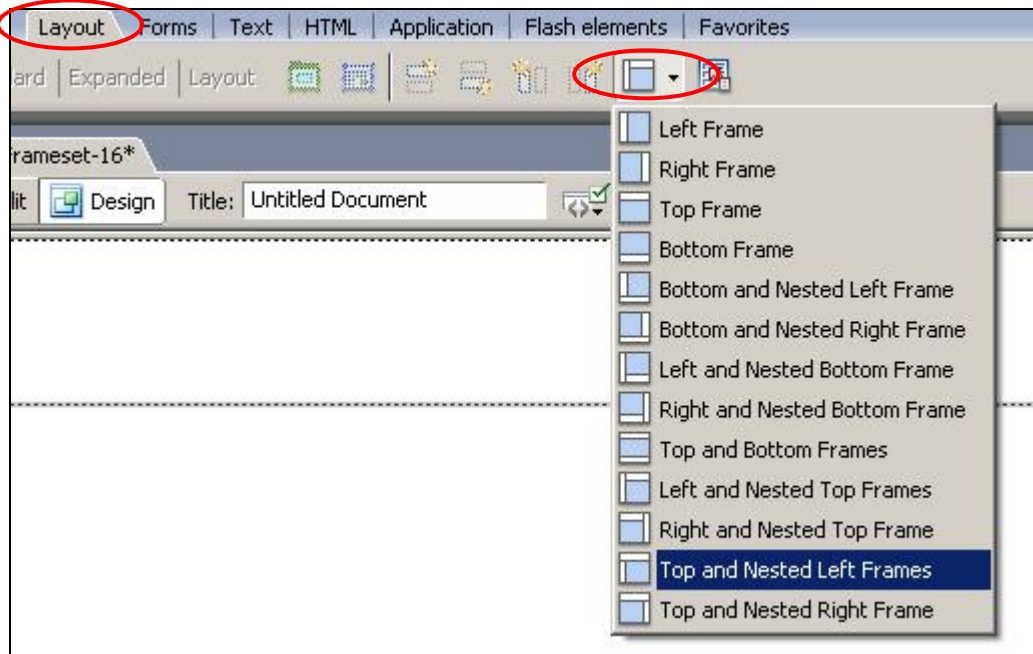 Layout Forms | Text | HTML | Application | Flash elements | Favorites
ard | Expanded | Layout
rameset-16*
lit Design Title: Untitled Document
Left Frame
Right Frame
Top Frame
Bottom Frame
Bottom and Nested Left Frame
Bottom and Nested Right Frame
Left and Nested Bottom Frame
Right and Nested Bottom Frame
Top and Bottom Frames
Left and Nested Top Frames
Right and Nested Top Frame
Top and Nested Left Frames
Top and Nested Right Frame